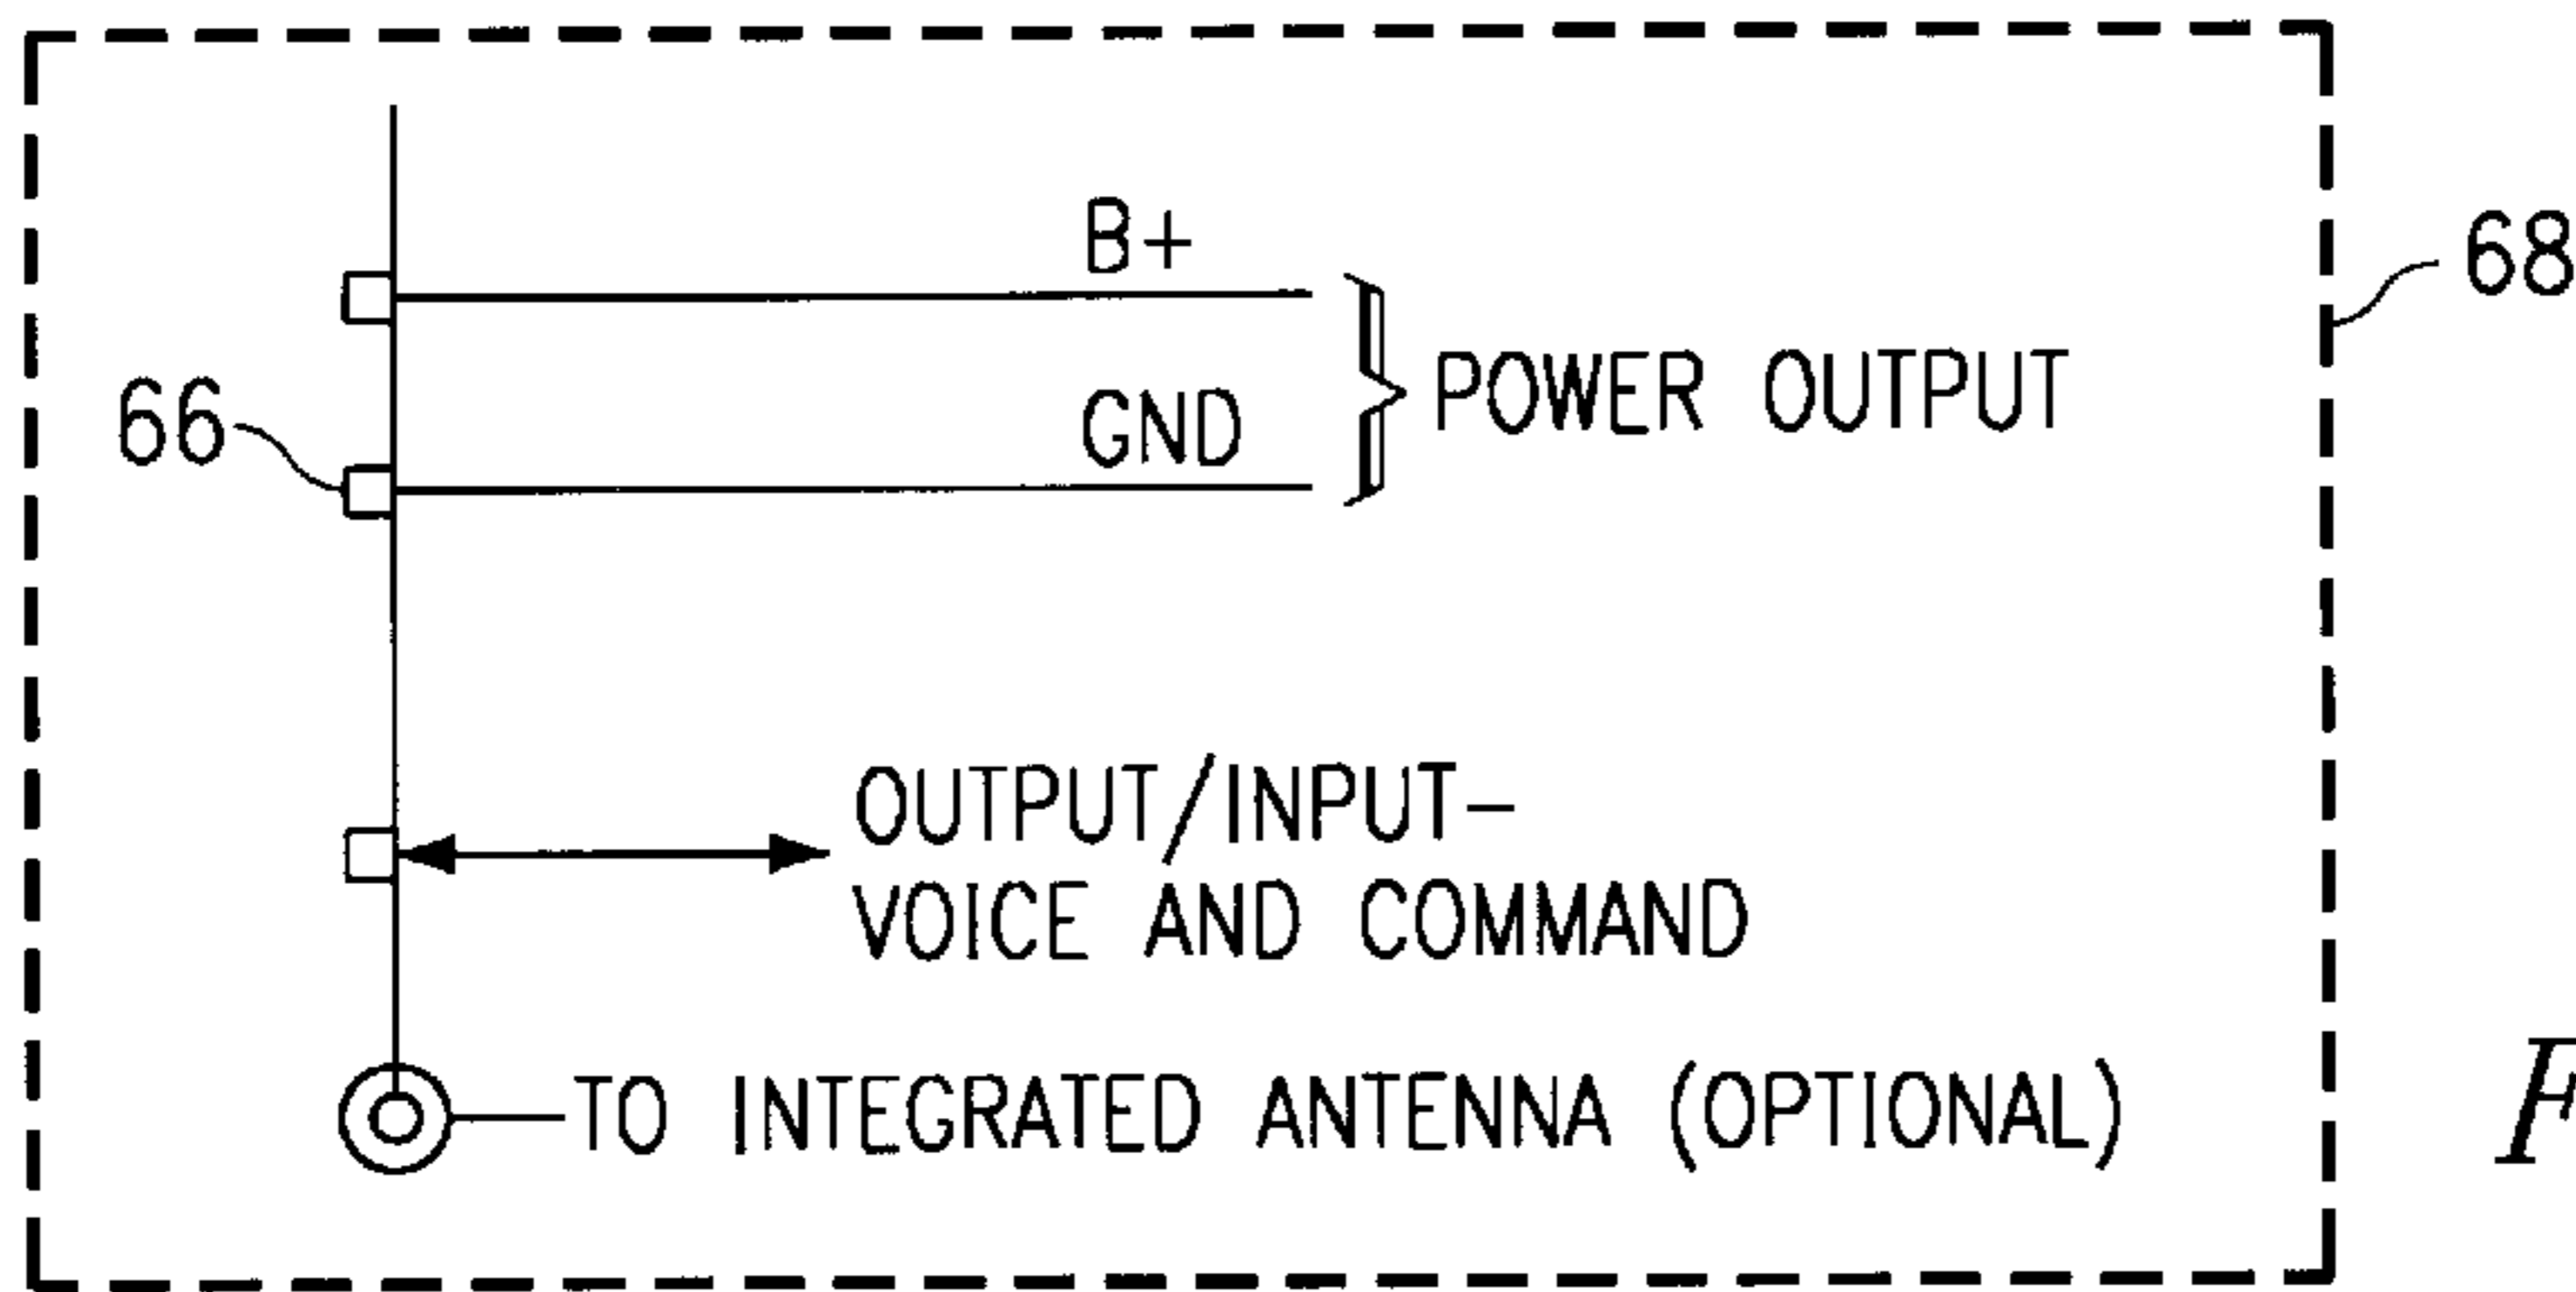 B+
68
66
GND
POWER OUTPUT
OUTPUT/INPUT-
VOICE AND COMMAND
TO INTEGRATED ANTENNA (OPTIONAL)
F